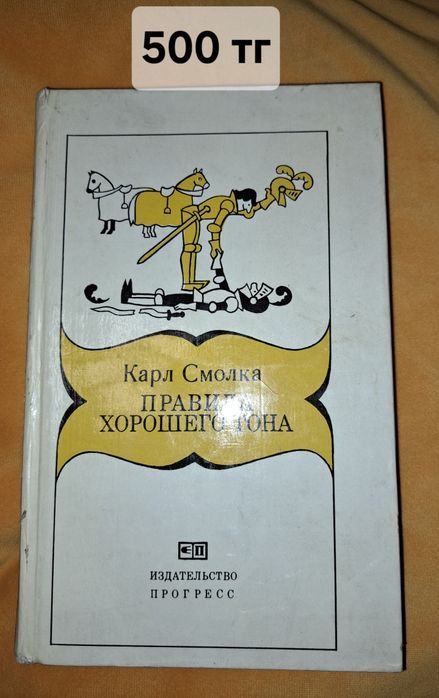 500 тг
Карл Смолка
ПРАВИЛА
ХОРОШЕГО ТОНА
ИЗДАТЕЛЬСТВО
ПРОГРЕСС